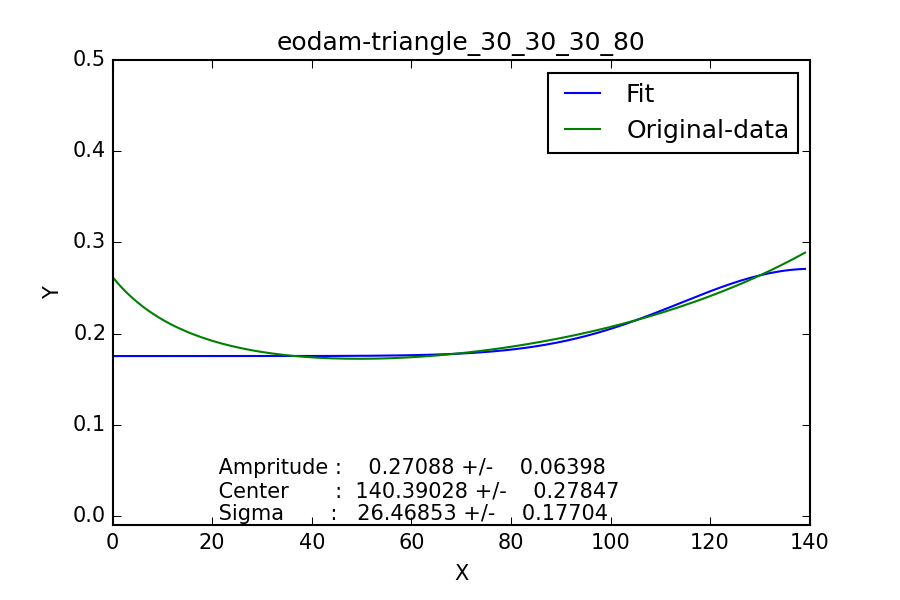 eodam-triangle_30_30_30_80
0.5
0.4
0.3
0.2
0.1
0.0
Y
Fit
Original-data
Ampritude : 0.27088 +/- 0.06398
Center : 140.39028 +/- 0.27847
Sigma : 26.46853 +/- 0.17704
0 20 40 60 80 100 120 140
X